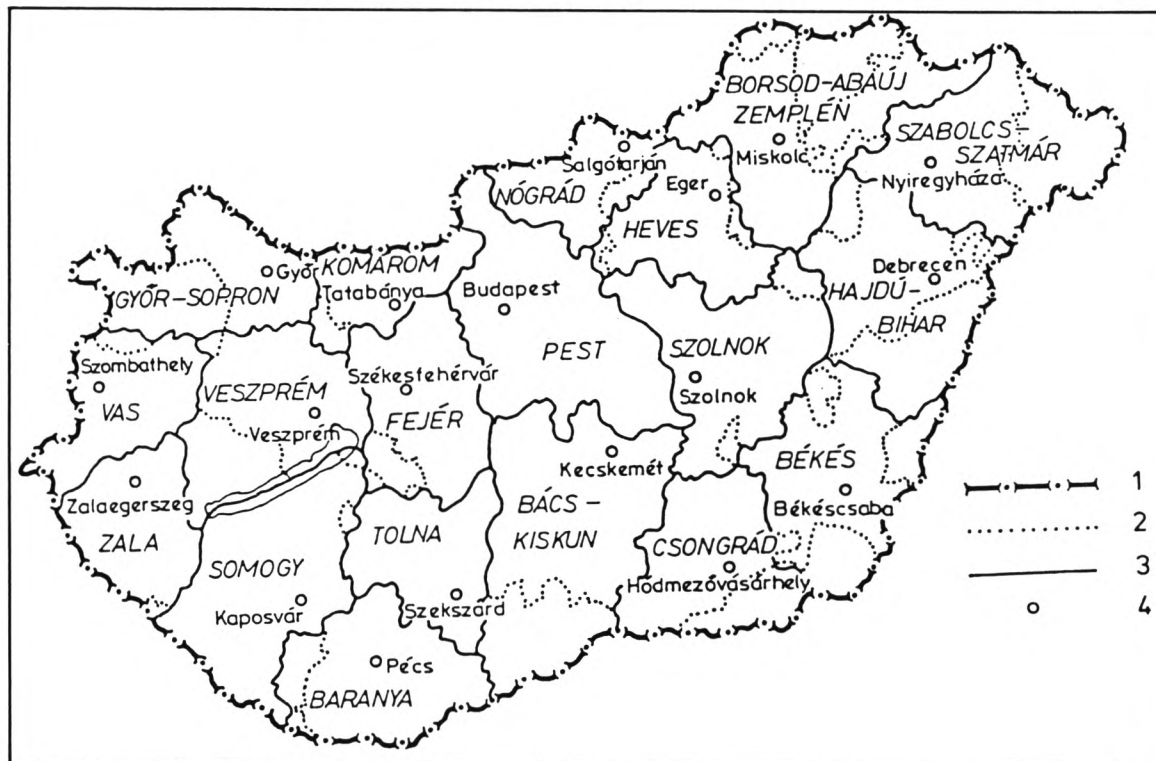 BORSOD-ABAÚJ
ZEMPLÉN
Miskolc
SZABOLCS-
SZATMÁR
Nyiregyháza
Salgótarján
NÓGRÁD
Eger
HEVES
Győr
KOMÁROM
GYŐR-SOPRON
Tatabánya
Budapest
PEST
Debrecen
HAJDÚ-
BIHAR
SZOLNOK
Szolnok
Szombathely
VAS
VESZPRÉM
Veszprém
Székesfehérvár
FEJÉR
Kecskemét
BÉKÉS
Békéscsaba
Zalaegerszeg
ZALA
BÁCS-
KISKUN
TOLNA
CSONGRÁD
Hódmezővásárhely
SOMOGY
Kaposvár
Szekszárd
Pécs
BARANYA
1
2
3
4